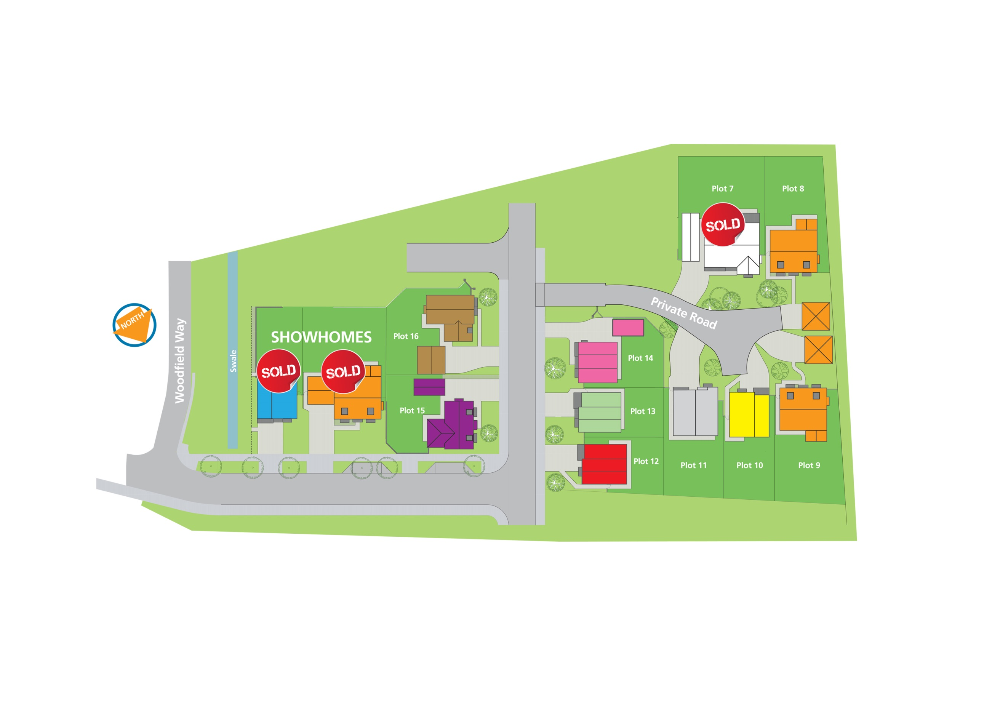 Plot 7
Plot 8
SOLD
Private Road
NORTH
Woodfield Way
Swale
SHOWHOMES
SOLD
SOLD
Plot 16
Plot 15
Plot 14
Plot 13
Plot 12
Plot 11
Plot 10
Plot 9